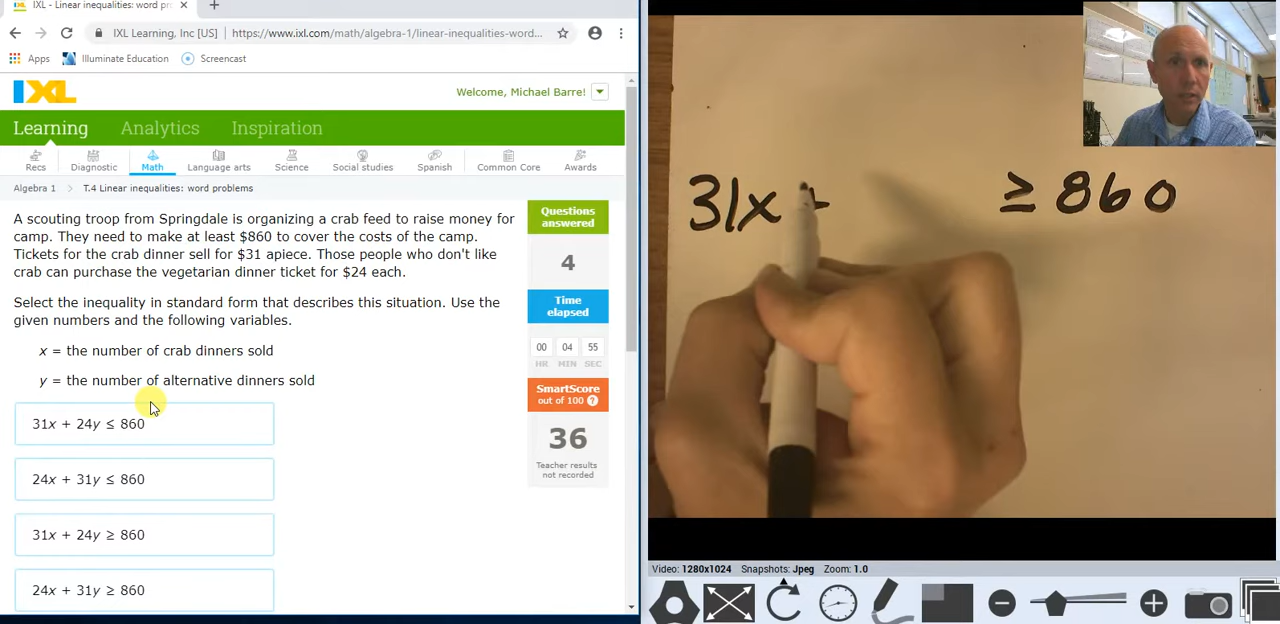 IXL - Linear inequalities: word pr
IXL Learning, Inc [US]
https://www.ixl.com/math/algebra-1/linear-inequalities-word...
Apps
Illuminate Education
Screencast
IXL
Welcome, Michael Barre!
Learning
Analytics
Inspiration
Recs
Diagnostic
Math
Language arts
Science
Social studies
Spanish
Common Core
Awards
Algebra 1
T.4 Linear inequalities: word problems
A scouting troop from Springdale is organizing a crab feed to raise money for
camp. They need to make at least $860 to cover the costs of the camp.
Tickets for the crab dinner sell for $31 apiece. Those people who don't like
crab can purchase the vegetarian dinner ticket for $24 each.
Select the inequality in standard form that describes this situation. Use the
given numbers and the following variables.
x = the number of crab dinners sold
y = the number of alternative dinners sold
31x + 24y ≤ 860
24x + 31y ≤ 860
31x + 24y ≥ 860
24x + 31y ≥ 860
Questions
answered
4
Time
elapsed
00 04 55
HR MIN SEC
SmartScore
out of 100 ?
36
Teacher results
not recorded
31x + ≥ 860
Video: 1280x1024 Snapshots: Jpeg Zoom: 1.0